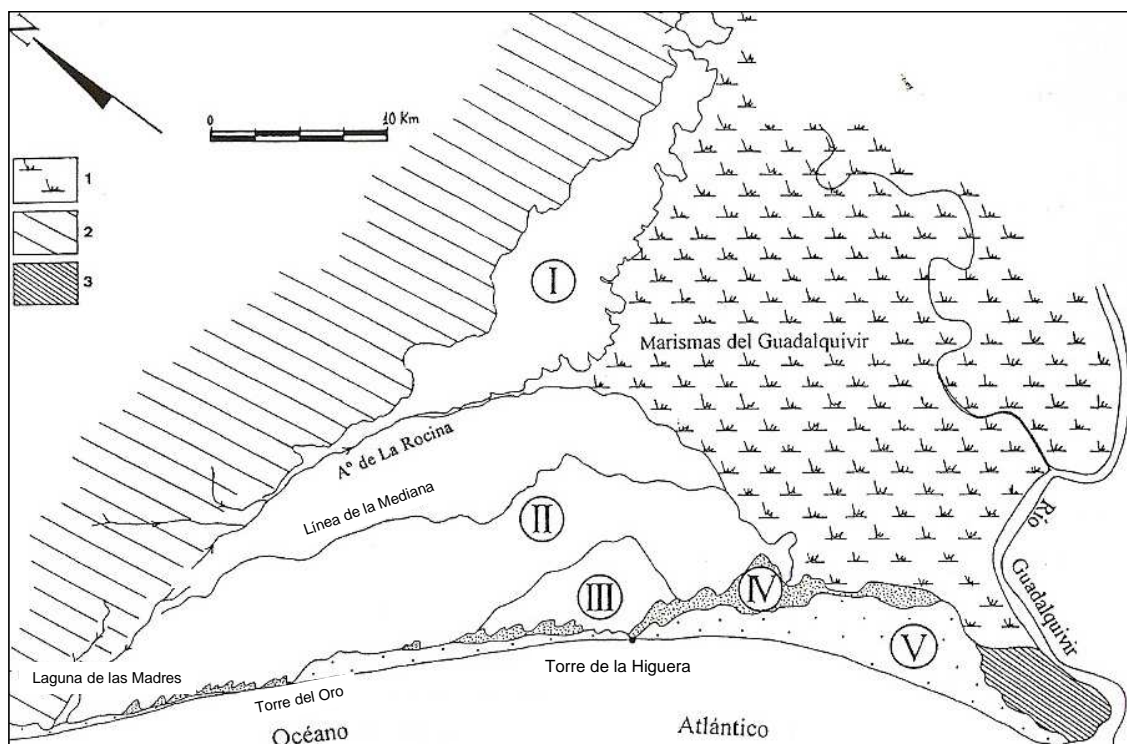 N
0 10 Km
1
2
3
I
Marismas del Guadalquivir
Aº de La Rocina
Línea de la Mediana
II
Río
Guadalquivir
III
IV
V
Laguna de las Madres
Torre de la Higuera
Torre del Oro
Océano Atlántico